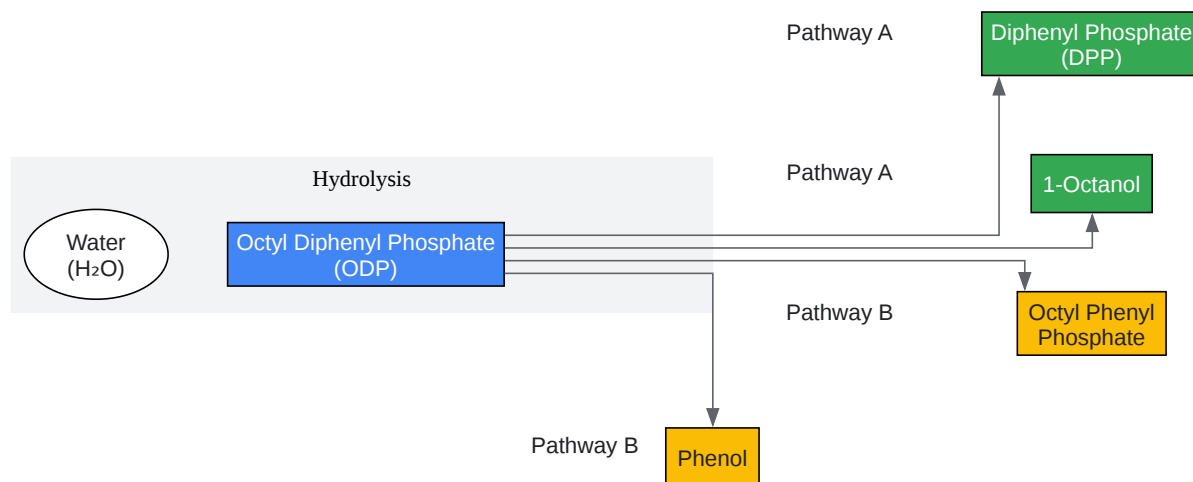 Pathway A
Diphenyl Phosphate
(DPP)
Pathway A
1-Octanol
Hydrolysis
Water
(H₂O)
Octyl Diphenyl Phosphate
(ODP)
Pathway B
Octyl Phenyl
Phosphate
Pathway B
Phenol